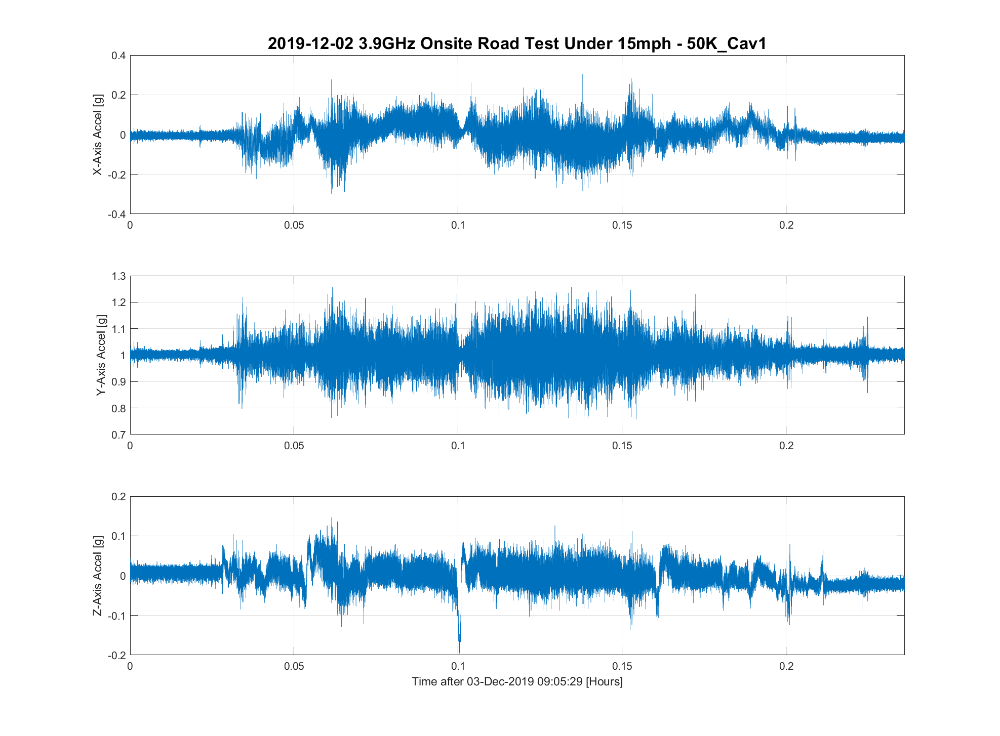 2019-12-02 3.9GHz Onsite Road Test Under 15mph - 50K_Cav1
X-Axis Accel [g]
0.4
0.2
0
-0.2
-0.4
0 0.05 0.1 0.15 0.2
Y-Axis Accel [g]
1.3
1.2
1.1
1
0.9
0.8
0.7
0 0.05 0.1 0.15 0.2
Z-Axis Accel [g]
0.2
0.1
0
-0.1
-0.2
0 0.05 0.1 0.15 0.2
Time after 03-Dec-2019 09:05:29 [Hours]